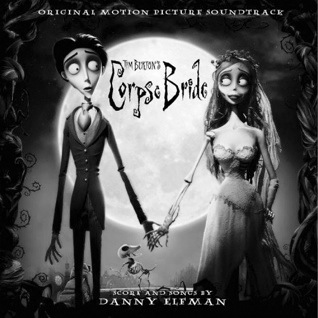 ORIGINAL MOTION PICTURE SOUNDTRACK
TIM BURTON'S
Corpse Bride
SCORE AND SONGS BY
DANNY ELFMAN